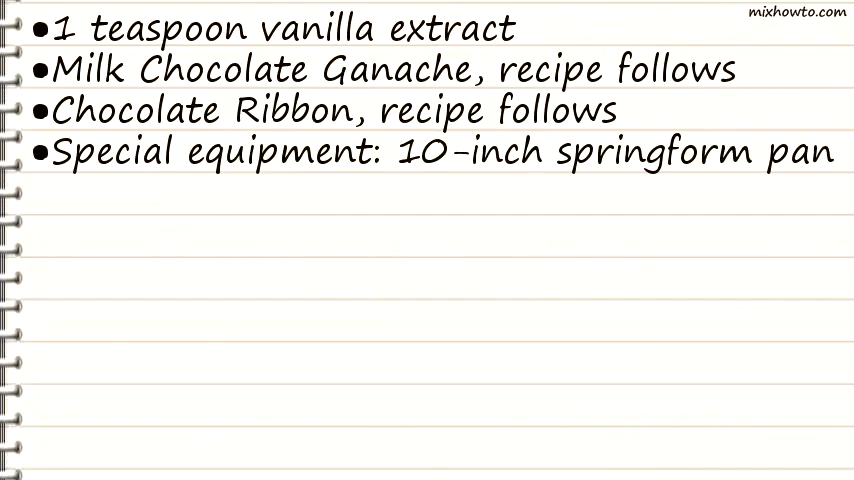 mixhowto.com
•1 teaspoon vanilla extract
•Milk Chocolate Ganache, recipe follows
•Chocolate Ribbon, recipe follows
•Special equipment: 10-inch springform pan